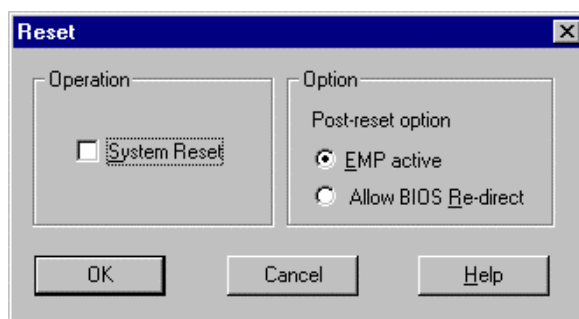 Reset
Operation
System Reset
Option
Post-reset option
EMP active
Allow BIOS Re-direct
OK
Cancel
Help